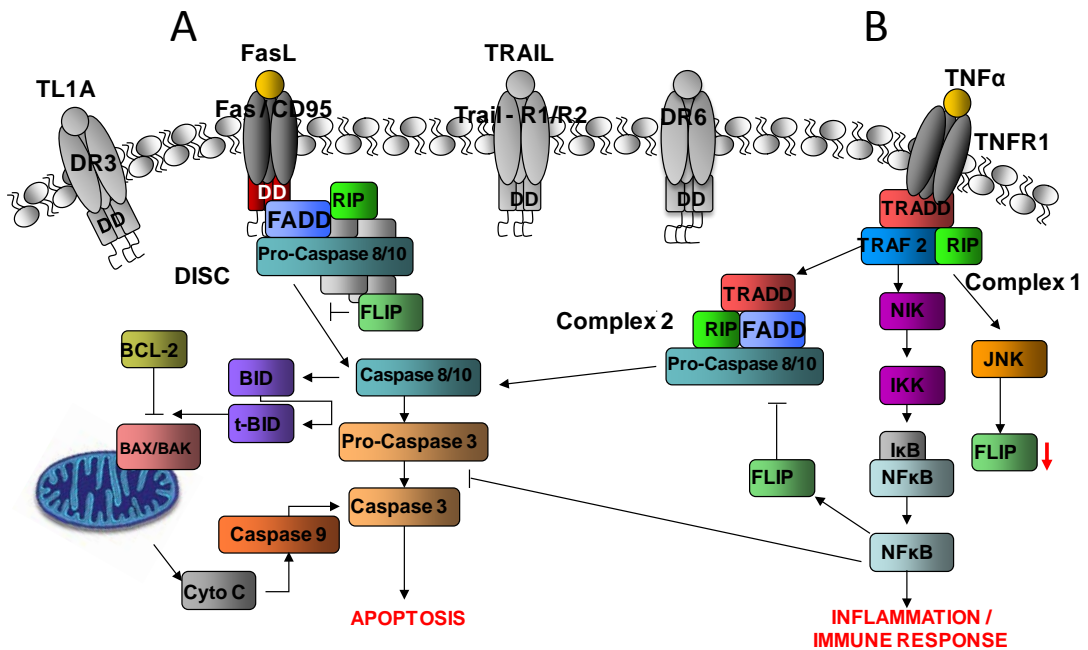 A
B
FasL
TRAIL
TNFα
TL1A
Fas / CD95
Trail - R1/R2
DR6
TNFR1
DR3
DD
DD
DD
DD
RIP
FADD
TRADD
TRAF 2
RIP
Pro-Caspase 8/10
DISC
FLIP
Complex 1
TRADD
NIK
Complex 2
RIP
FADD
Pro-Caspase 8/10
JNK
BCL-2
BID
Caspase 8/10
IKK
t-BID
Pro-Caspase 3
BAX/BAK
IκB
NFκB
FLIP
FLIP
Caspase 3
Caspase 9
NFκB
Cyto C
APOPTOSIS
INFLAMMATION /
IMMUNE RESPONSE